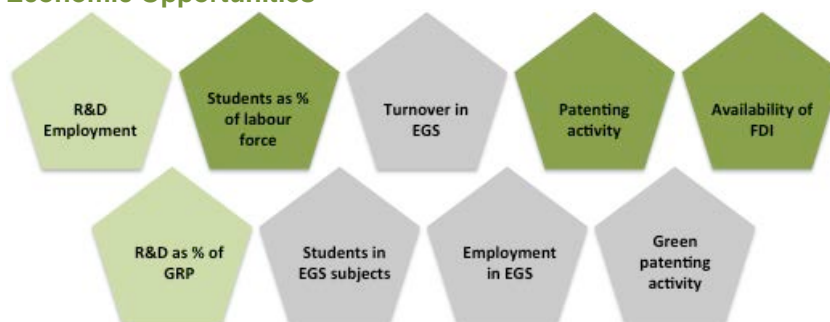 Economic Opportunities
R&D
Employment
Students as %
of labour
force
Turnover in
EGS
Patenting
activity
Availability of
FDI
R&D as % of
GRP
Students in
EGS subjects
Employment
in EGS
Green
patenting
activity